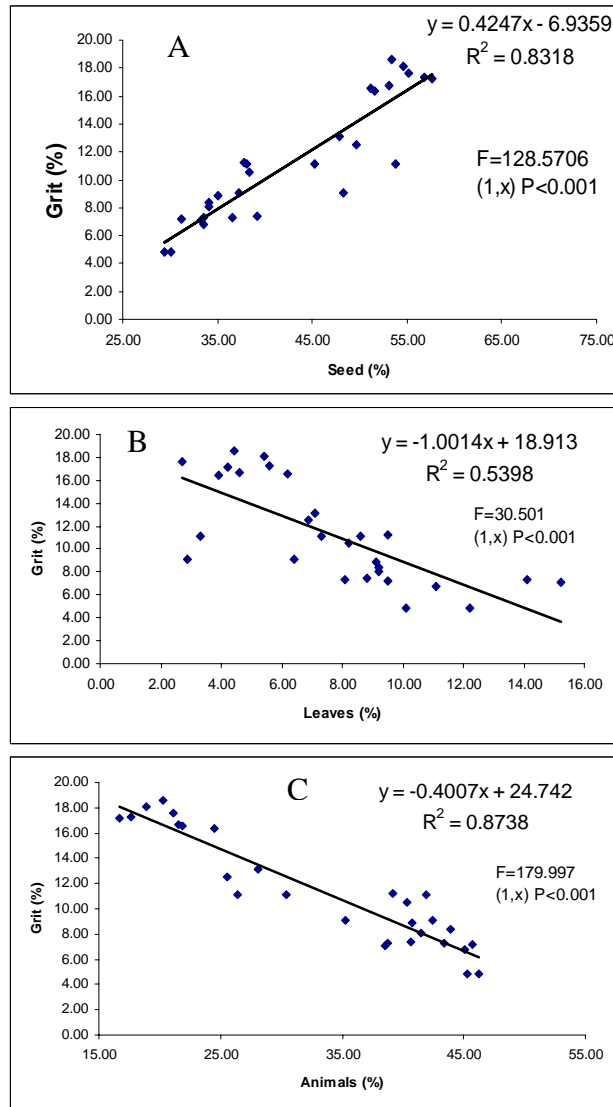 A
y = 0.4247x - 6.9359
R² = 0.8318
F=128.5706
(1,x) P<0.001
Grit (%)
20.00
18.00
16.00
14.00
12.00
10.00
8.00
6.00
4.00
2.00
0.00
25.00 35.00 45.00 55.00 65.00 75.00
Seed (%)
B
y = -1.0014x + 18.913
R² = 0.5398
F=30.501
(1,x) P<0.001
Grit (%)
20.00
18.00
16.00
14.00
12.00
10.00
8.00
6.00
4.00
2.00
0.00
0.00 2.00 4.00 6.00 8.00 10.00 12.00 14.00 16.00
Leaves (%)
C
y = -0.4007x + 24.742
R² = 0.8738
F=179.997
(1,x) P<0.001
Grit (%)
20.00
18.00
16.00
14.00
12.00
10.00
8.00
6.00
4.00
2.00
0.00
15.00 25.00 35.00 45.00 55.00
Animals (%)